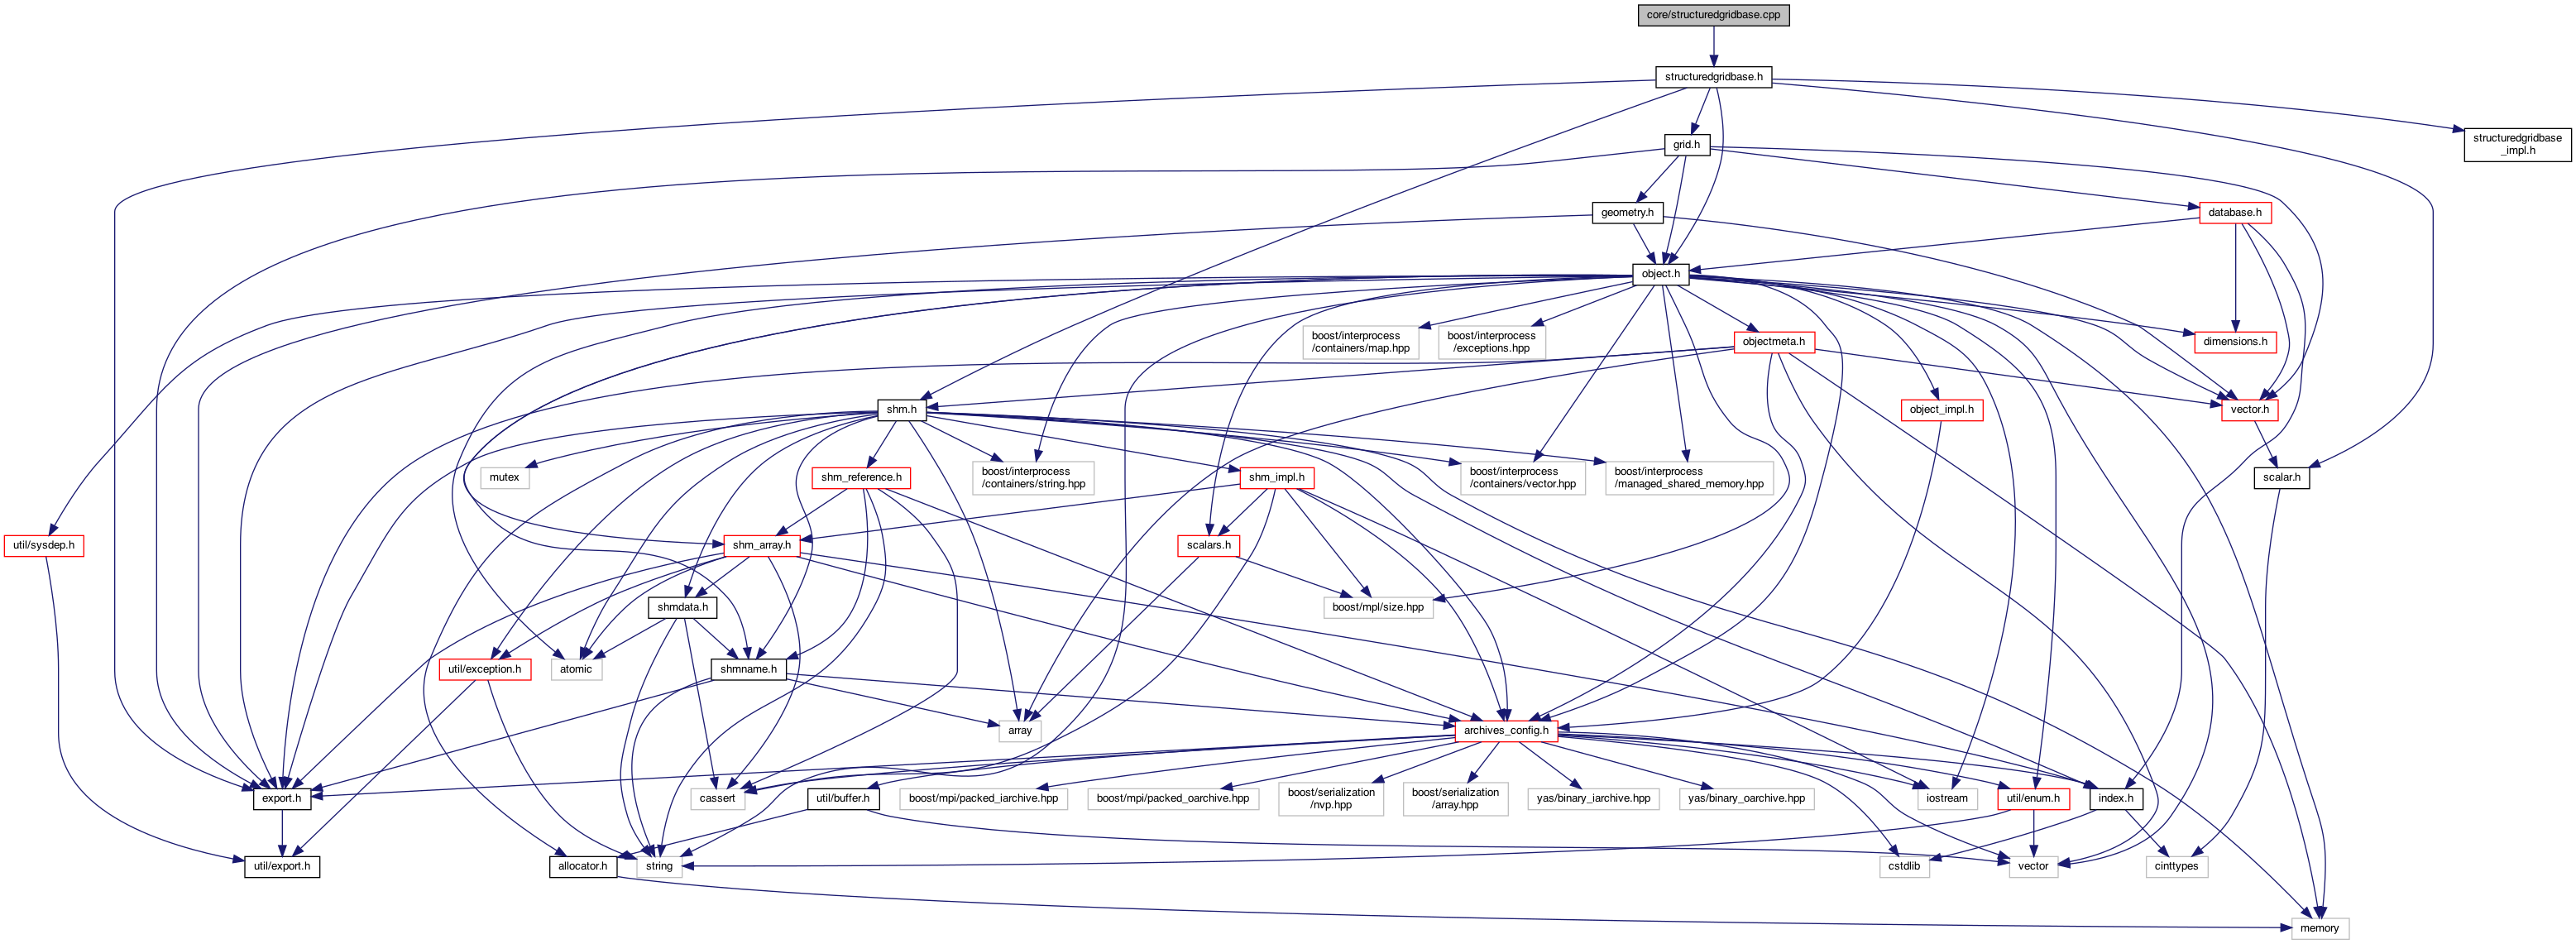 core/structuredgridbase.cpp
structuredgridbase.h
structuredgridbase
_impl.h
grid.h
geometry.h
database.h
object.h
boost/interprocess
/containers/map.hpp
boost/interprocess
/exceptions.hpp
objectmeta.h
dimensions.h
shm.h
object_impl.h
vector.h
mutex
shm_reference.h
boost/interprocess
/containers/string.hpp
shm_impl.h
boost/interprocess
/containers/vector.hpp
boost/interprocess
/managed_shared_memory.hpp
scalar.h
util/sysdep.h
shm_array.h
scalars.h
shmdata.h
boost/mpl/size.hpp
util/exception.h
atomic
shmname.h
array
archives_config.h
export.h
cassert
util/buffer.h
boost/mpi/packed_iarchive.hpp
boost/mpi/packed_oarchive.hpp
boost/serialization
/nvp.hpp
boost/serialization
/array.hpp
yas/binary_iarchive.hpp
yas/binary_oarchive.hpp
iostream
util/enum.h
index.h
util/export.h
allocator.h
string
cstdlib
vector
cinttypes
memory